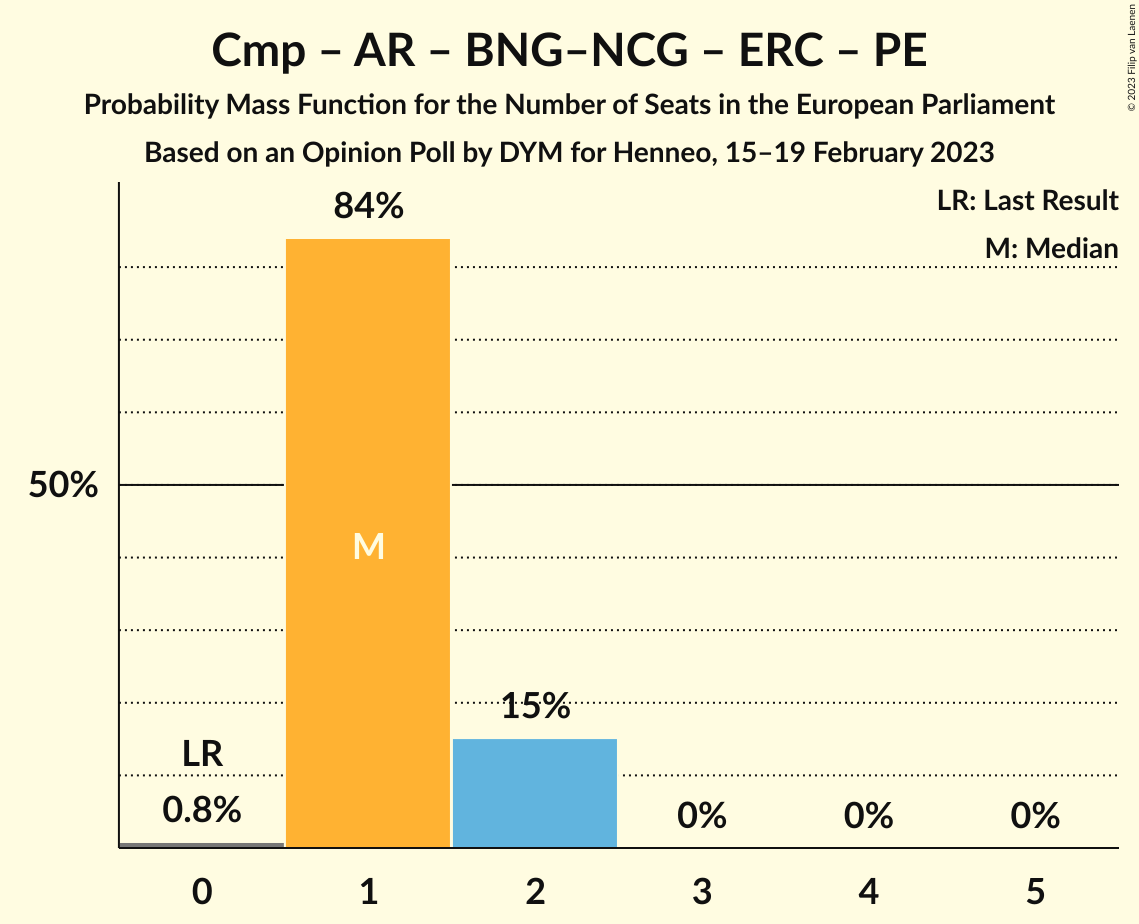 Cmp – AR – BNG–NCG – ERC – PE
Probability Mass Function for the Number of Seats in the European Parliament
Based on an Opinion Poll by DYM for Henneo, 15–19 February 2023
© 2023 Filip van Laenen
LR: Last Result
M: Median
84%
50%
M
15%
LR
0.8%
0%
0%
0%
0
1
2
3
4
5